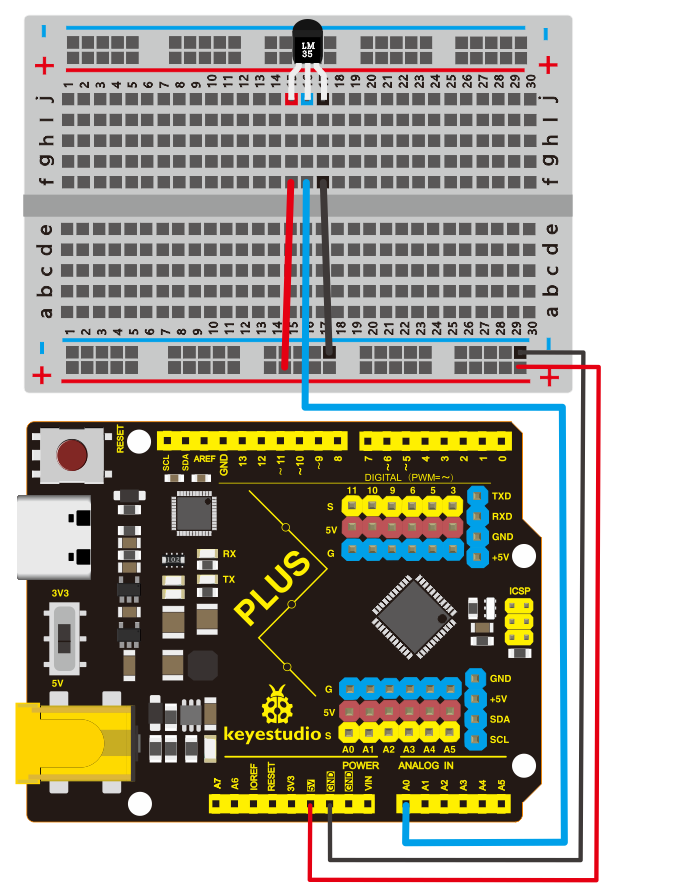 - -
LM
35
+ +
1 2 3 4 5 6 7 8 9 10 11 12 13 14 18 19 20 21 22 23 24 25 26 27 28 29 30
j j
I I
h h
g g
f f
e e
d d
c c
b b
a a
1 2 3 4 5 6 7 8 9 10 11 12 13 14 15 16 17 18 19 20 21 22 23 24 25 26 27 28 29 30
- -
+ +
RESET
SCL SDA AREF GND 13 12 ~11 ~10 ~9 8 7 ~6 ~5 4 3 2 1 0
DIGITAL (PWM=~)
11 10 9 6 5 3 TXD
S
RXD
5V
GND
G
+5V
RX
TX
PLUS
3V3
5V
ICSP
G GND
+5V
5V
SDA
S
SCL
A0 A1 A2 A3 A4 A5
keyestudio
POWER ANALOG IN
A7 A6 IOREF RESET 3V3 5V GND GND VIN A0 A1 A2 A3 A4 A5